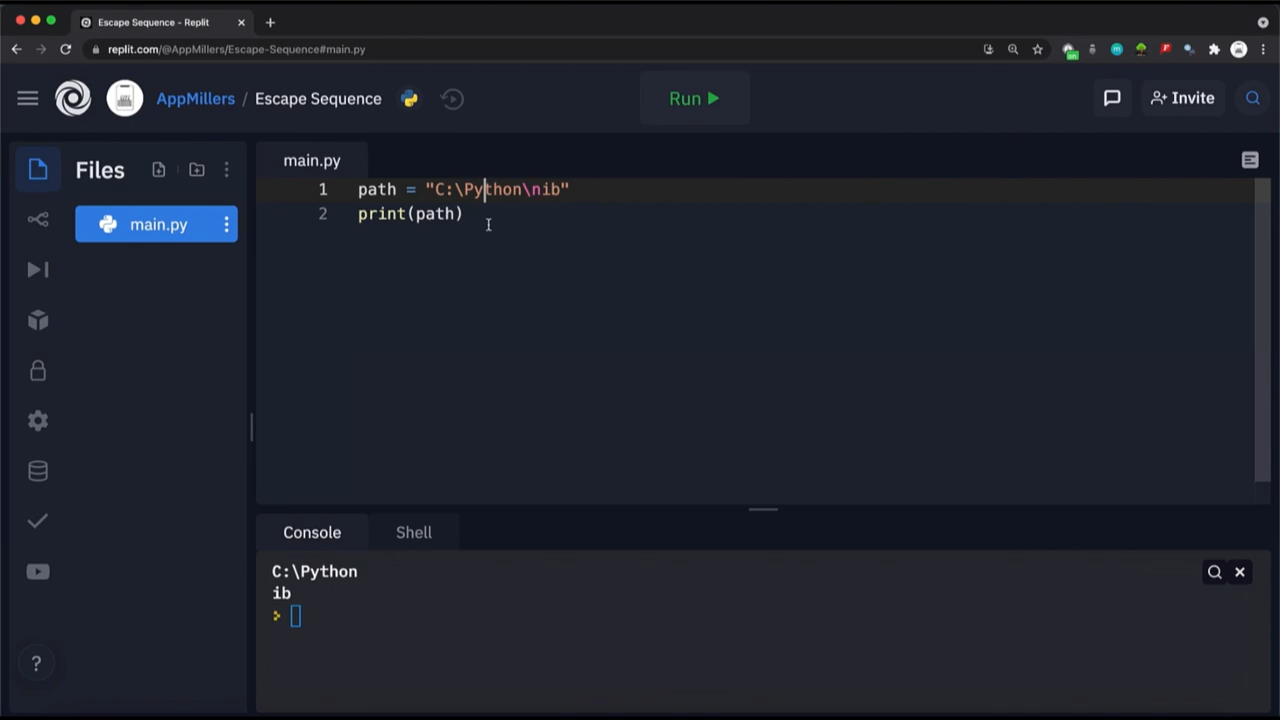 Escape Sequence - Replit
replit.com/@AppMillers/Escape-Sequence#main.py
on
AppMillers / Escape Sequence
Run
Invite
Files
main.py
main.py
1 path = "C:\Python\nib"
2 print(path)
Console Shell
C:\Python
ib
>
?